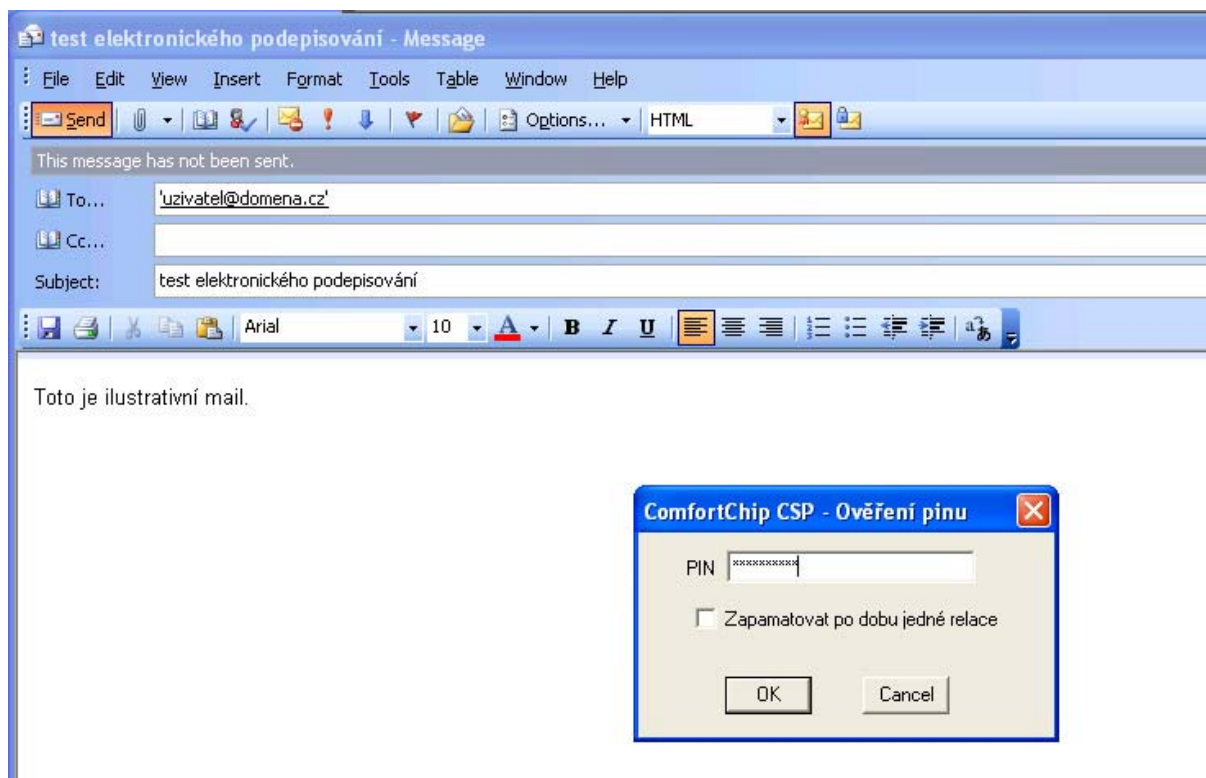 test elektronického podepisování - Message
File Edit View Insert Format Tools Table Window Help
Send Options... HTML
This message has not been sent.
To... 'uzivatel@domena.cz'
Cc...
Subject: test elektronického podepisování
Arial 10 A B I U
Toto je ilustrativní mail.
ComfortChip CSP - Ověření pinu
PIN **********
Zapamatovat po dobu jedné relace
OK Cancel